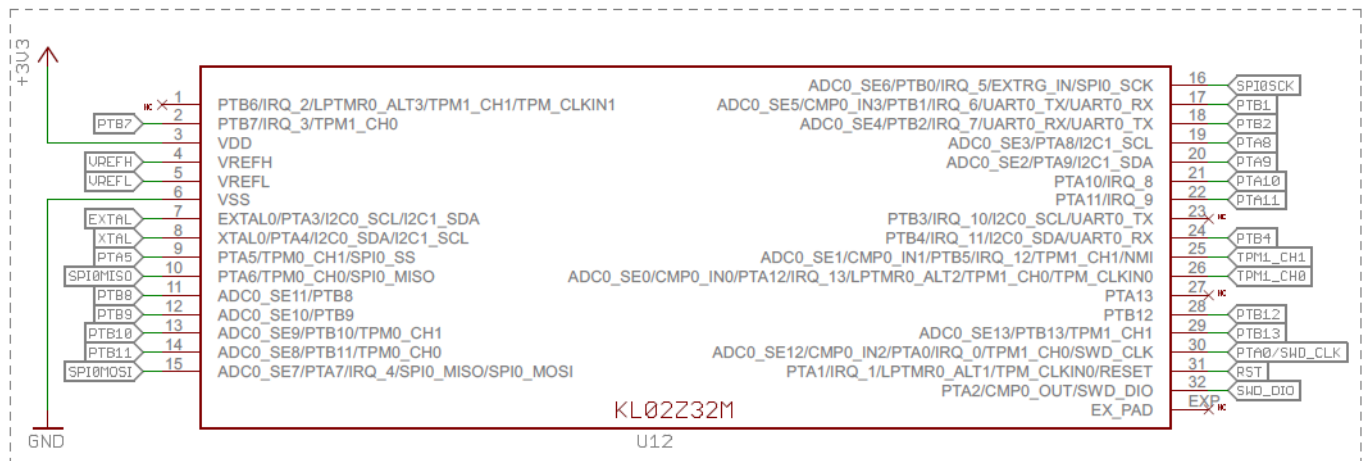 +3V3
NC 1 PTB6/IRQ_2/LPTMR0_ALT3/TPM1_CH1/TPM_CLKIN1
PTB7 2 PTB7/IRQ_3/TPM1_CH0
3 VDD
VREFH 4 VREFH
VREFL 5 VREFL
6 VSS
EXTAL 7 EXTAL0/PTA3/I2C0_SCL/I2C1_SDA
XTAL 8 XTAL0/PTA4/I2C0_SDA/I2C1_SCL
PTA5 9 PTA5/TPM0_CH1/SPI0_SS
SPI0MISO 10 PTA6/TPM0_CH0/SPI0_MISO
PTB8 11 ADC0_SE11/PTB8
PTB9 12 ADC0_SE10/PTB9
PTB10 13 ADC0_SE9/PTB10/TPM0_CH1
PTB11 14 ADC0_SE8/PTB11/TPM0_CH0
SPI0MOSI 15 ADC0_SE7/PTA7/IRQ_4/SPI0_MISO/SPI0_MOSI
GND
ADC0_SE6/PTB0/IRQ_5/EXTRG_IN/SPI0_SCK 16 SPI0SCK
ADC0_SE5/CMP0_IN3/PTB1/IRQ_6/UART0_TX/UART0_RX 17 PTB1
ADC0_SE4/PTB2/IRQ_7/UART0_RX/UART0_TX 18 PTB2
ADC0_SE3/PTA8/I2C1_SCL 19 PTA8
ADC0_SE2/PTA9/I2C1_SDA 20 PTA9
PTA10/IRQ_8 21 PTA10
PTA11/IRQ_9 22 PTA11
PTB3/IRQ_10/I2C0_SCL/UART0_TX 23 NC
PTB4/IRQ_11/I2C0_SDA/UART0_RX 24 PTB4
ADC0_SE1/CMP0_IN1/PTB5/IRQ_12/TPM1_CH1/NMI 25 TPM1_CH1
ADC0_SE0/CMP0_IN0/PTA12/IRQ_13/LPTMR0_ALT2/TPM1_CH0/TPM_CLKIN0 26 TPM1_CH0
PTA13 27 NC
PTB12 28 PTB12
ADC0_SE13/PTB13/TPM1_CH1 29 PTB13
ADC0_SE12/CMP0_IN2/PTA0/IRQ_0/TPM1_CH0/SWD_CLK 30 PTA0/SWD_CLK
PTA1/IRQ_1/LPTMR0_ALT1/TPM_CLKIN0/RESET 31 RST
PTA2/CMP0_OUT/SWD_DIO 32 SWD_DIO
EX_PAD EXP NC
KL02Z32M
U12